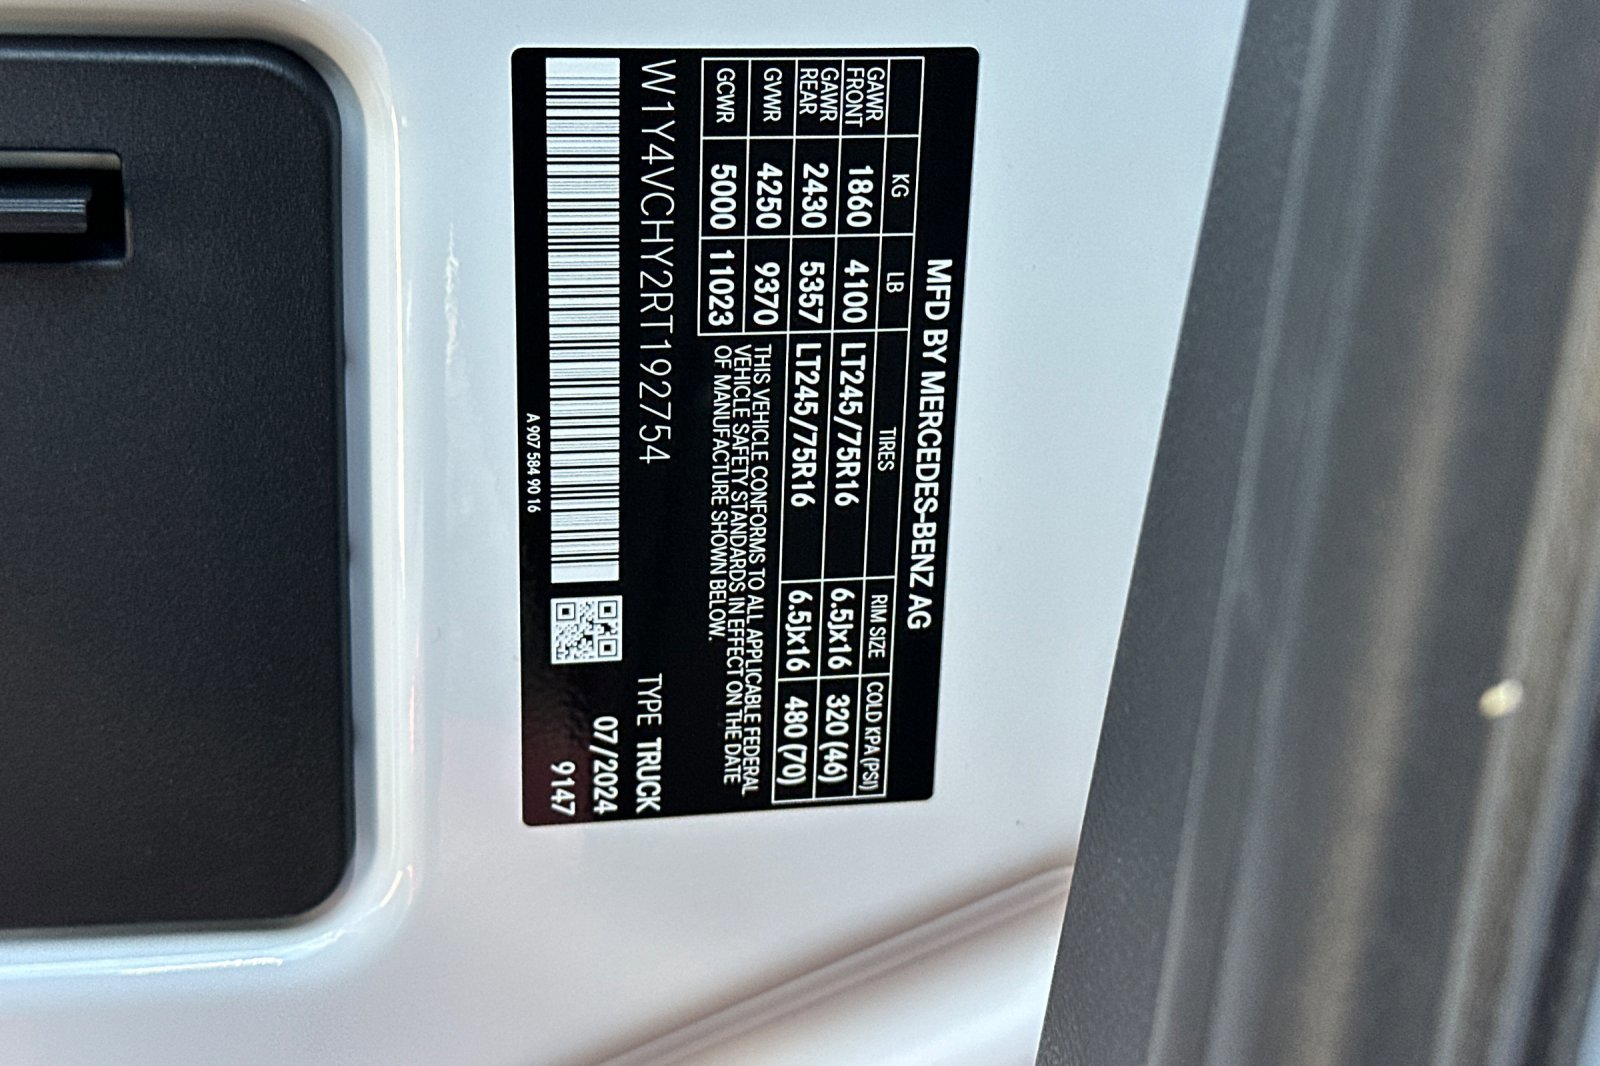 MFD BY MERCEDES-BENZ AG
KG LB TIRES RIM SIZE COLD KPA (PSI)
GAWR FRONT 1860 4100 LT245/75R16 6.5Jx16 320 (46)
GAWR REAR 2430 5357 LT245/75R16 6.5Jx16 480 (70)
GVWR 4250 9370
GCWR 5000 11023
THIS VEHICLE CONFORMS TO ALL APPLICABLE FEDERAL
VEHICLE SAFETY STANDARDS IN EFFECT ON THE DATE
OF MANUFACTURE SHOWN BELOW.
W1Y4VCHY2RT192754
TYPE TRUCK
07/2024
9147
A 907 584 90 16